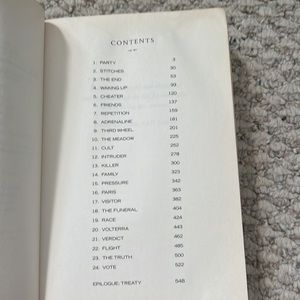 CONTENTS
1. PARTY 3
2. STITCHES 30
3. THE END 53
4. WAKING UP 93
5. CHEATER 120
6. FRIENDS 137
7. REPETITION 159
8. ADRENALINE 181
9. THIRD WHEEL 201
10. THE MEADOW 225
11. CULT 252
12. INTRUDER 278
13. KILLER 300
14. FAMILY 323
15. PRESSURE 342
16. PARIS 363
17. VISITOR 382
18. THE FUNERAL 404
19. RACE 424
20. VOLTERRA 443
21. VERDICT 462
22. FLIGHT 485
23. THE TRUTH 500
24. VOTE 522
EPILOGUE: TREATY 548